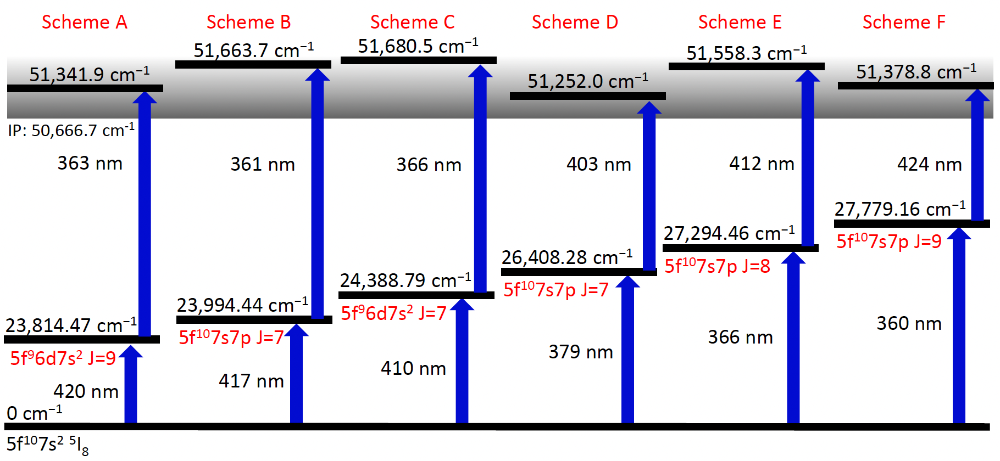 Scheme A
Scheme B
Scheme C
Scheme D
Scheme E
Scheme F
51,341.9 cm⁻¹
51,663.7 cm⁻¹
51,680.5 cm⁻¹
51,252.0 cm⁻¹
51,558.3 cm⁻¹
51,378.8 cm⁻¹
IP: 50,666.7 cm⁻¹
363 nm
361 nm
366 nm
403 nm
412 nm
424 nm
23,814.47 cm⁻¹
5f⁹6d7s² J=9
23,994.44 cm⁻¹
5f¹⁰7s7p J=7
24,388.79 cm⁻¹
5f⁹6d7s² J=7
26,408.28 cm⁻¹
5f¹⁰7s7p J=7
27,294.46 cm⁻¹
5f¹⁰7s7p J=8
27,779.16 cm⁻¹
5f¹⁰7s7p J=9
420 nm
417 nm
410 nm
379 nm
366 nm
360 nm
0 cm⁻¹
5f¹⁰7s² ⁵I₈